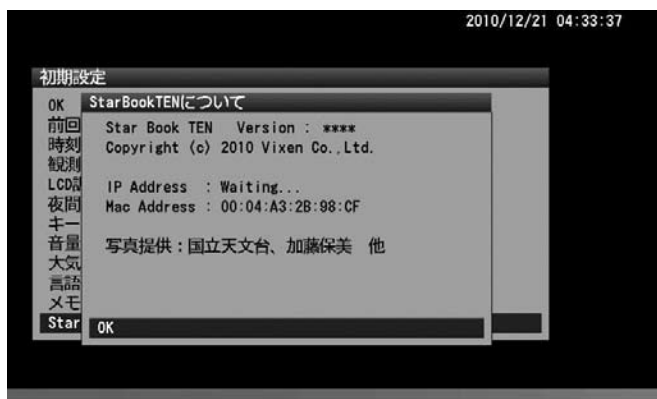 2010/12/21 04:33:37
初期設定
StarBookTENについて
OK
前回
時刻
観測
LCD
夜間
キー
音量
大気
言語
メモ
Star
Star Book TEN Version : ****
Copyright (c) 2010 Vixen Co.,Ltd.
IP Address : Waiting...
Mac Address : 00:04:A3:2B:98:CF
写真提供：国立天文台、加藤保美 他
OK